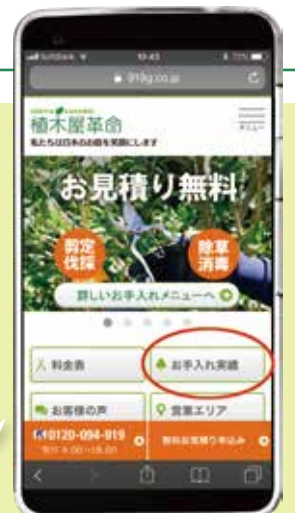 SoftBank
10:43
919g.co.jp
植木屋革命
メニュー
私たちは日本のお庭を笑顔にします
お見積り無料
剪定
伐採
除草
消毒
詳しいお手入れメニューへ
料金表
お手入れ実績
お客様の声
営業エリア
0120-094-919
無料お見積り申込み